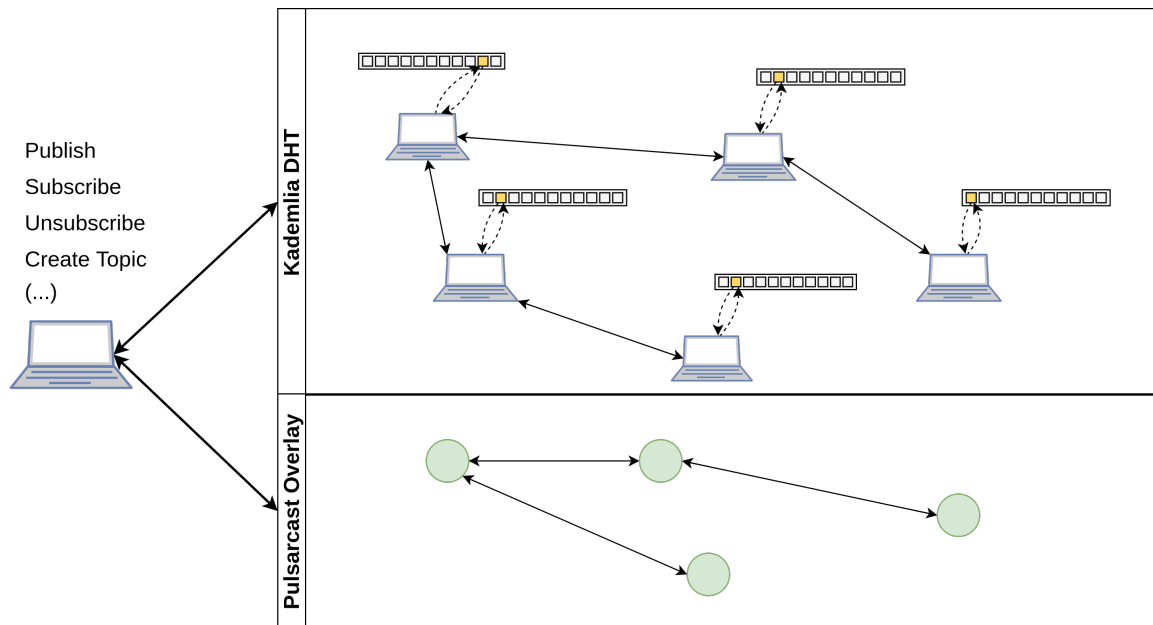 Publish
Subscribe
Unsubscribe
Create Topic
(...)
Kademlia DHT
Pulsarcast Overlay